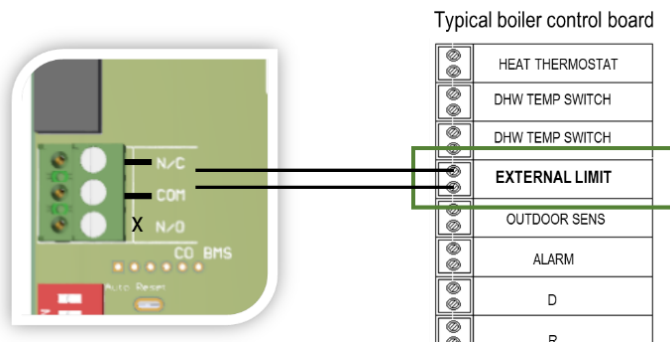 Typical boiler control board
HEAT THERMOSTAT
DHW TEMP SWITCH
DHW TEMP SWITCH
EXTERNAL LIMIT
OUTDOOR SENS
ALARM
D
R
N/C
COM
X N/O
CO BMS
Auto Reset